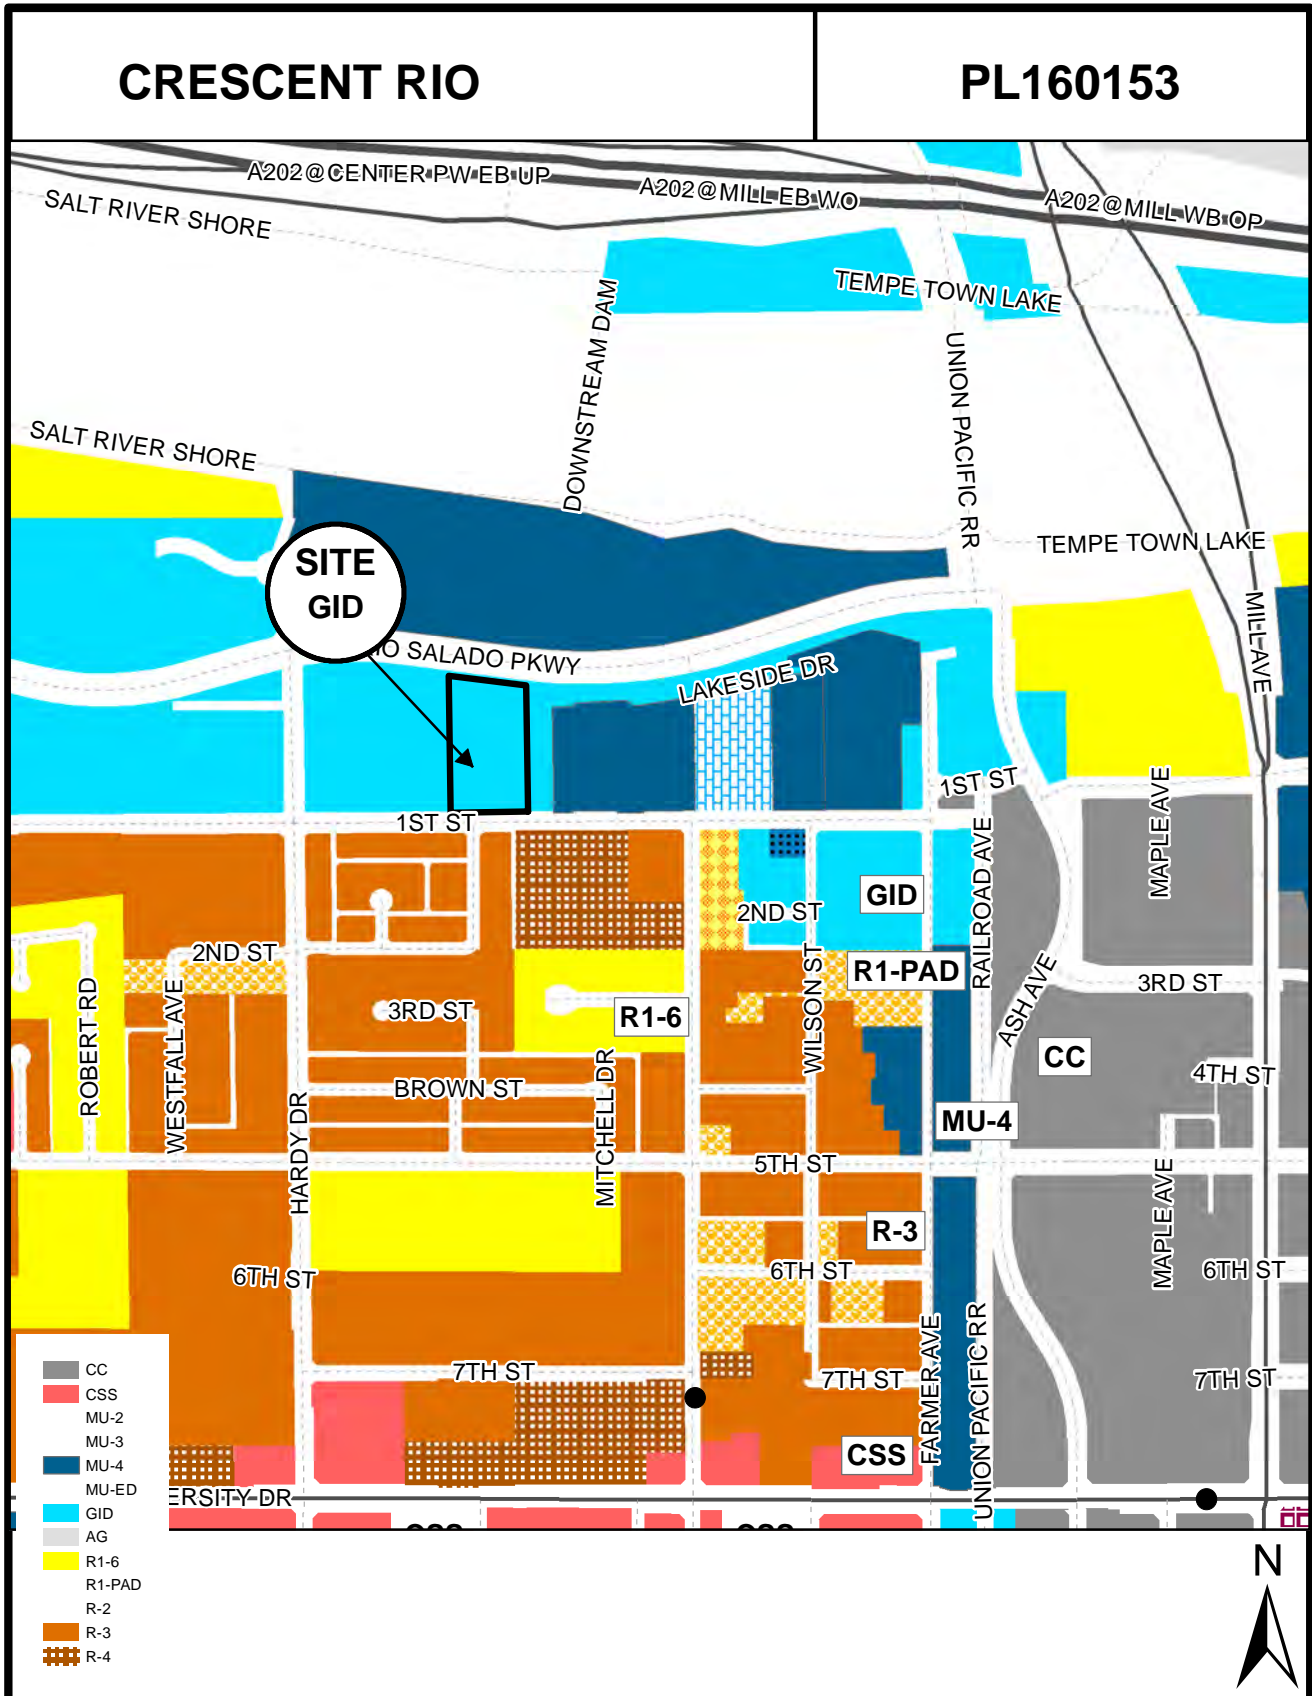 CRESCENT RIO
PL160153
A202@CENTER PW EB UP
A202@MILL EB WO
A202@MILL WB OP
SALT RIVER SHORE
TEMPE TOWN LAKE
DOWNSTREAM DAM
UNION PACIFIC RR
SALT RIVER SHORE
TEMPE TOWN LAKE
SITE
GID
MILL AVE
SALADO PKWY
LAKESIDE DR
1ST ST
1ST ST
MAPLE AVE
RAILROAD AVE
GID
2ND ST
2ND ST
R1-PAD
3RD ST
WILSON ST
ASH AVE
3RD ST
R1-6
ROBERT RD
WESTFALL AVE
CC
BROWN ST
4TH ST
MITCHELL DR
HARDY DR
MU-4
5TH ST
MAPLE AVE
R-3
6TH ST
6TH ST
6TH ST
FARMER AVE
UNION PACIFIC RR
7TH ST
7TH ST
7TH ST
CSS
ERSITY DR
CC
CSS
MU-2
MU-3
MU-4
MU-ED
GID
AG
R1-6
R1-PAD
R-2
R-3
R-4
N